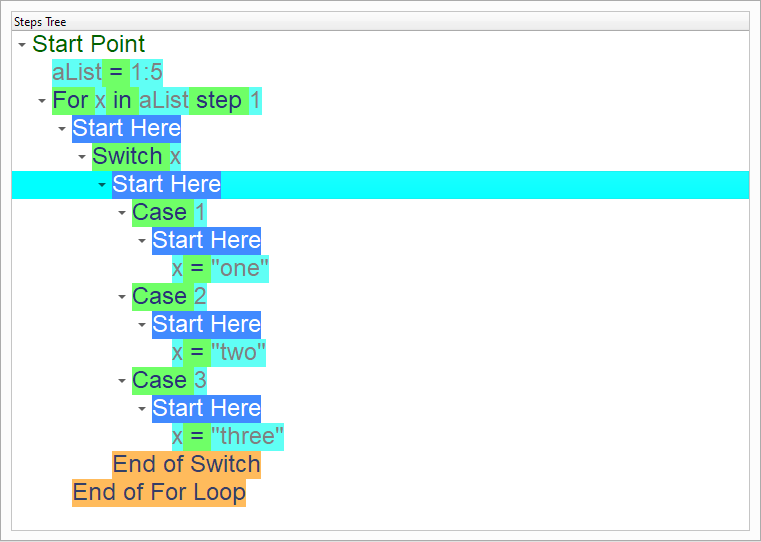 Steps Tree
Start Point
aList = 1:5
For x in aList step 1
Start Here
Switch x
Start Here
Case 1
Start Here
x = "one"
Case 2
Start Here
x = "two"
Case 3
Start Here
x = "three"
End of Switch
End of For Loop